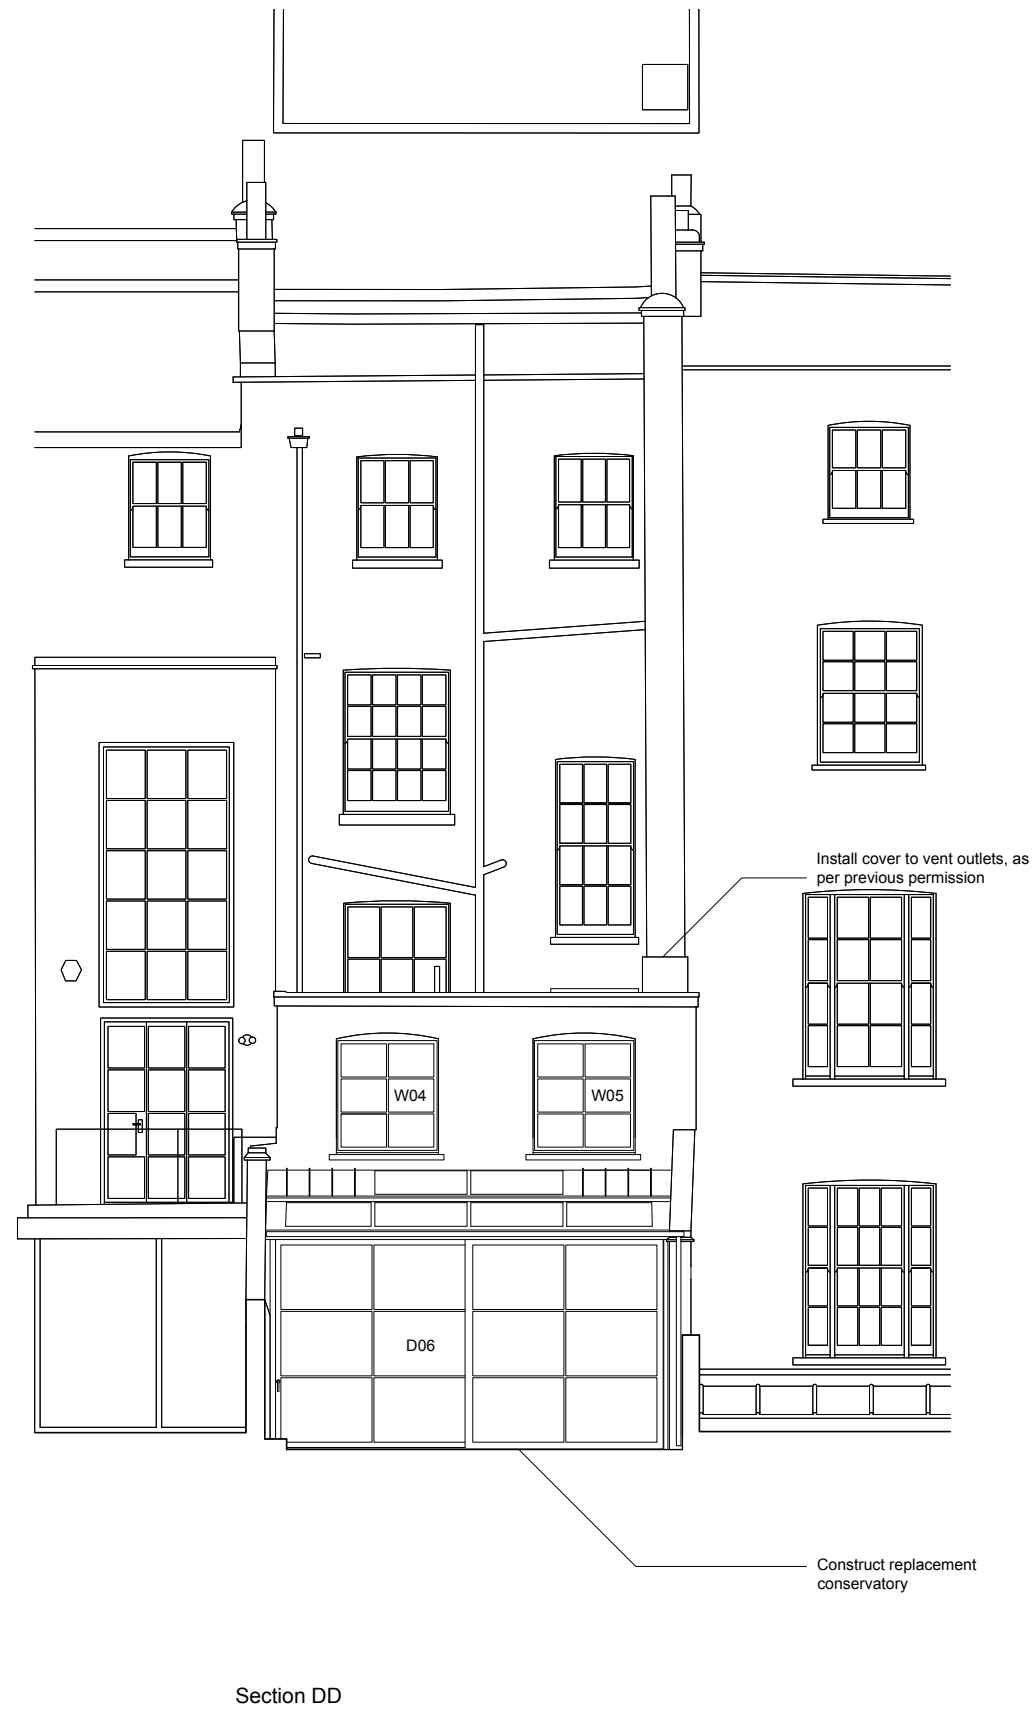 Install cover to vent outlets, as
per previous permission
W04
W05
D06
Construct replacement
conservatory
Section DD